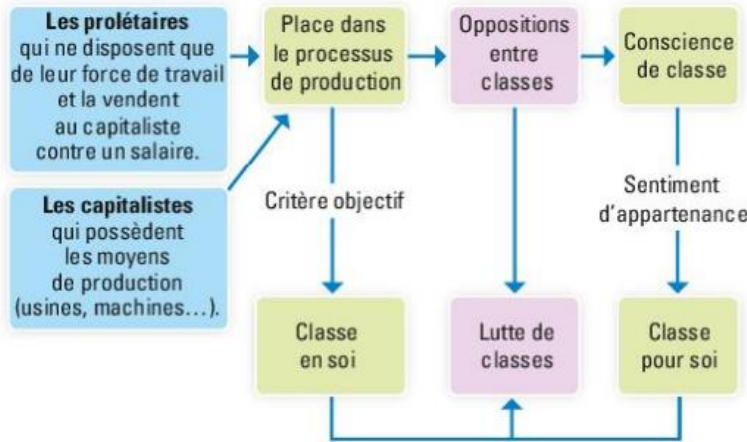 Les prolétaires
qui ne disposent que
de leur force de travail
et la vendent
au capitaliste
contre un salaire.
Place dans
le processus
de production
Oppositions
entre
classes
Conscience
de classe
Les capitalistes
qui possèdent
les moyens
de production
(usines, machines...).
Critère objectif
Sentiment
d'appartenance
Classe
en soi
Lutte de
classes
Classe
pour soi